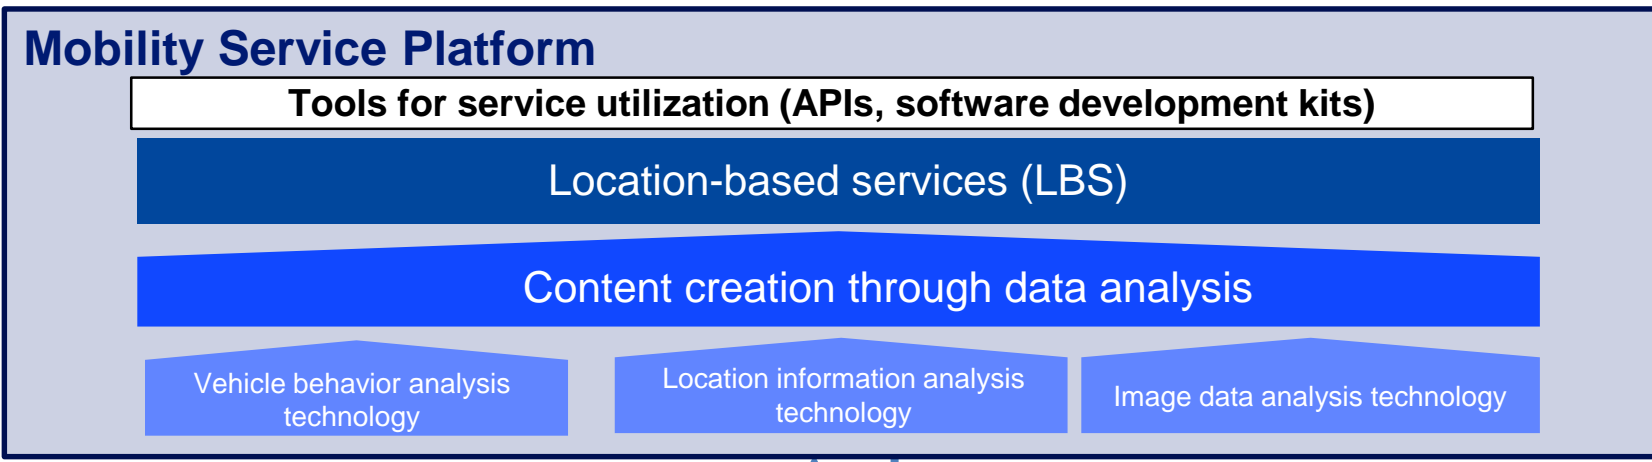 Mobility Service Platform
Tools for service utilization (APIs, software development kits)
Location-based services (LBS)
Content creation through data analysis
Vehicle behavior analysis
technology
Location information analysis
technology
Image data analysis technology